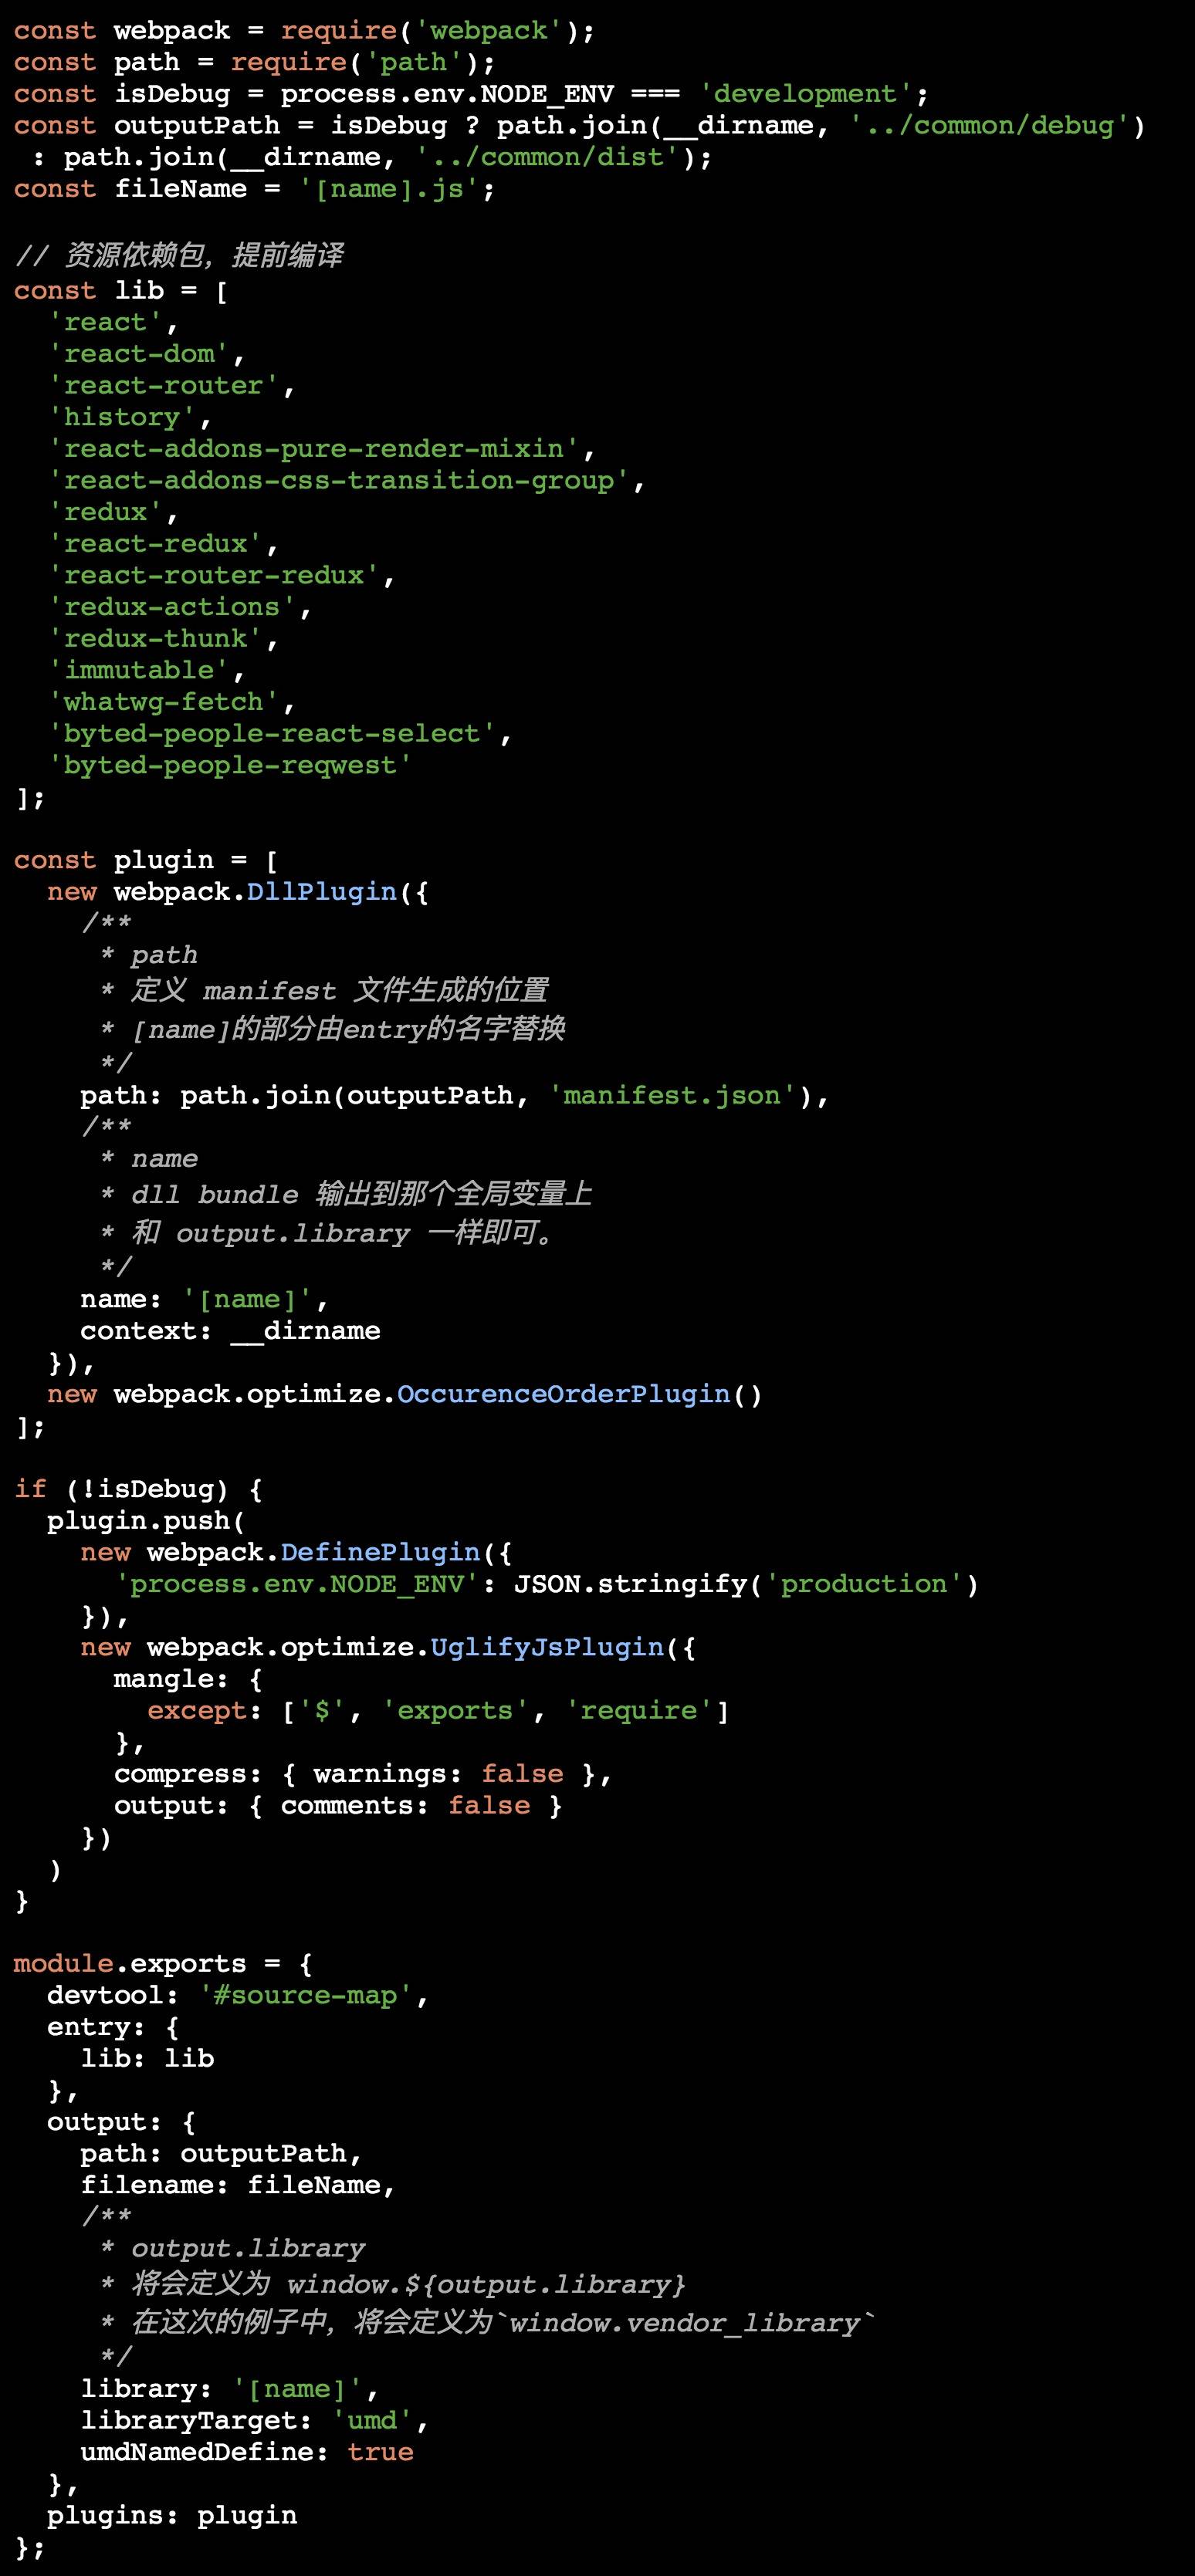 const webpack = require('webpack');
const path = require('path');
const isDebug = process.env.NODE_ENV === 'development';
const outputPath = isDebug ? path.join(__dirname, '../common/debug')
 : path.join(__dirname, '../common/dist');
const fileName = '[name].js';

// 资源依赖包，提前编译
const lib = [
  'react',
  'react-dom',
  'react-router',
  'history',
  'react-addons-pure-render-mixin',
  'react-addons-css-transition-group',
  'redux',
  'react-redux',
  'react-router-redux',
  'redux-actions',
  'redux-thunk',
  'immutable',
  'whatwg-fetch',
  'byted-people-react-select',
  'byted-people-reqwest'
];

const plugin = [
  new webpack.DllPlugin({
    /**
     * path
     * 定义 manifest 文件生成的位置
     * [name]的部分由entry的名字替换
     */
    path: path.join(outputPath, 'manifest.json'),
    /**
     * name
     * dll bundle 输出到那个全局变量上
     * 和 output.library 一样即可。
     */
    name: '[name]',
    context: __dirname
  }),
  new webpack.optimize.OccurenceOrderPlugin()
];

if (!isDebug) {
  plugin.push(
    new webpack.DefinePlugin({
      'process.env.NODE_ENV': JSON.stringify('production')
    }),
    new webpack.optimize.UglifyJsPlugin({
      mangle: {
        except: ['$', 'exports', 'require']
      },
      compress: { warnings: false },
      output: { comments: false }
    })
  )
}

module.exports = {
  devtool: '#source-map',
  entry: {
    lib: lib
  },
  output: {
    path: outputPath,
    filename: fileName,
    /**
     * output.library
     * 将会定义为 window.${output.library}
     * 在这次的例子中，将会定义为`window.vendor_library`
     */
    library: '[name]',
    libraryTarget: 'umd',
    umdNamedDefine: true
  },
  plugins: plugin
};